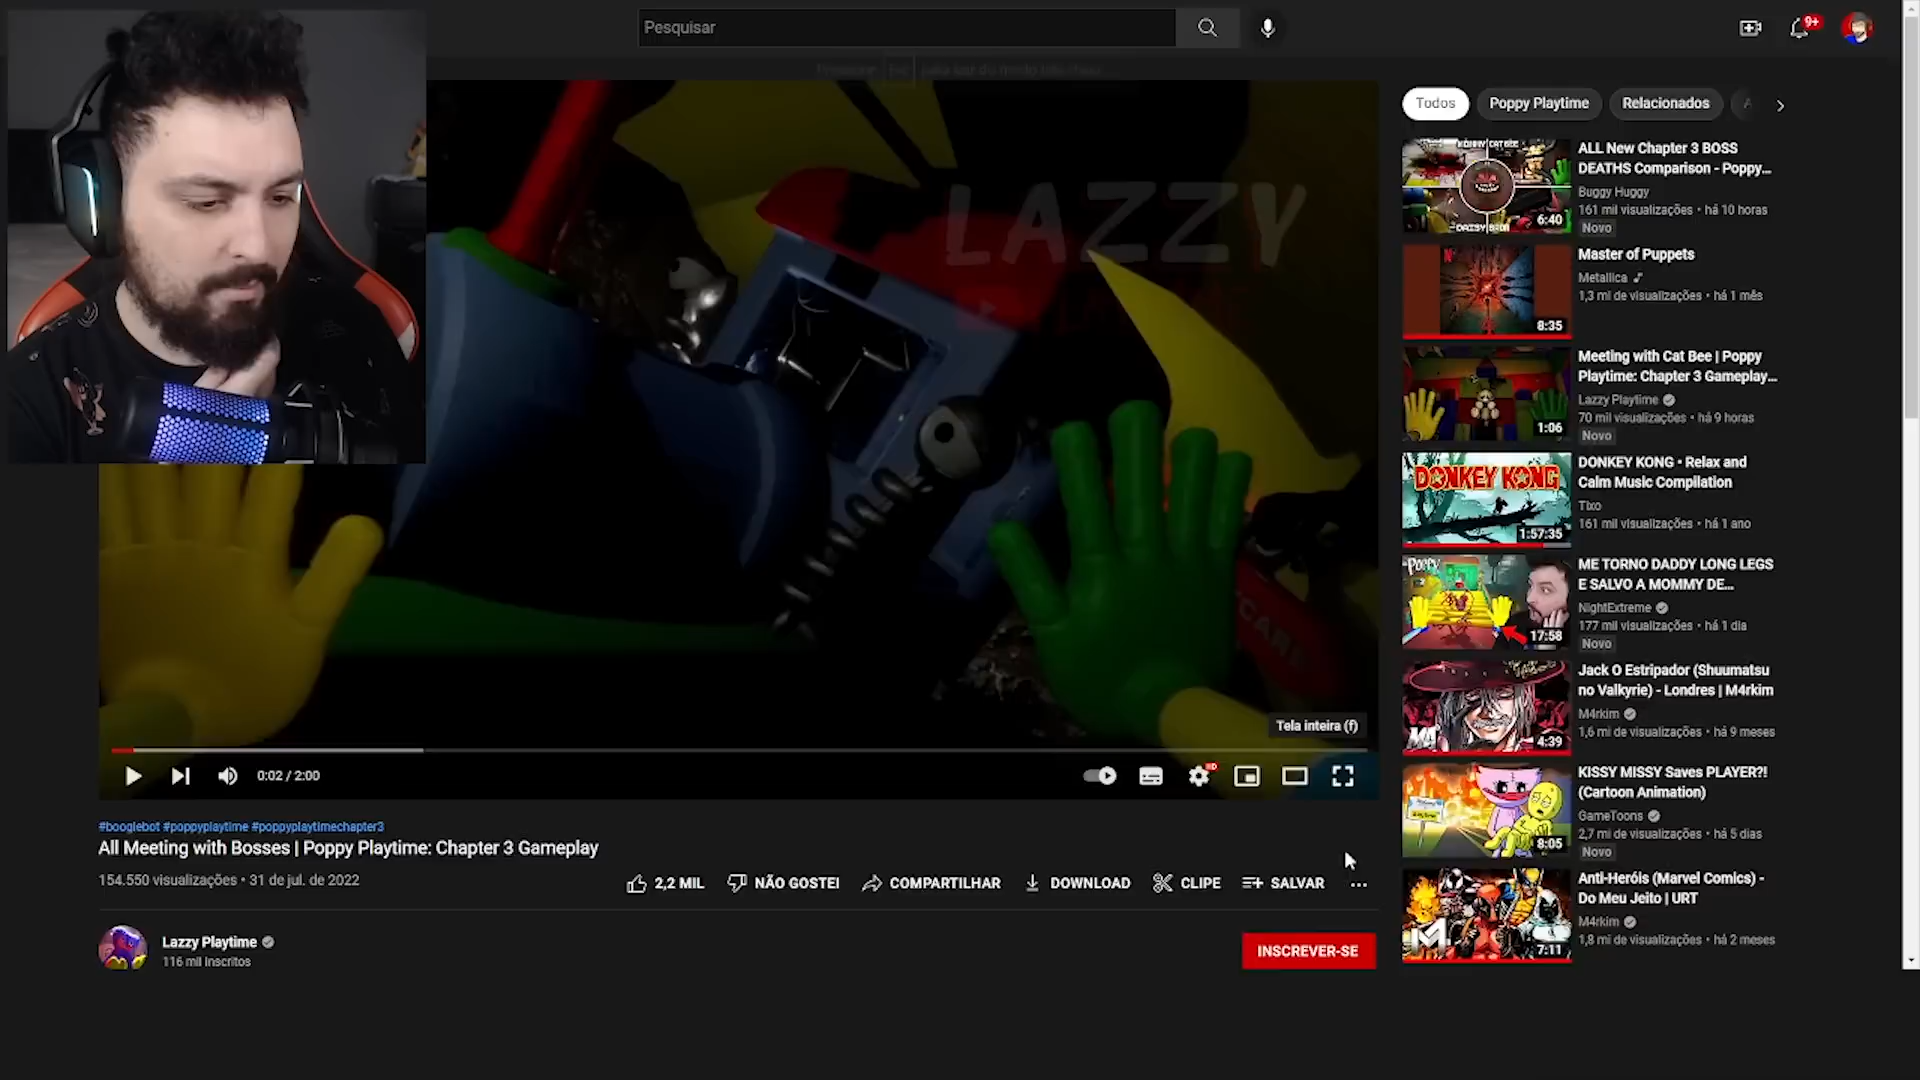 Pesquisar
9+
LAZZY
Tela inteira (f)
0:02 / 2:00
HD
#boogiebot #poppyplaytime #poppyplaytimechapter3
All Meeting with Bosses | Poppy Playtime: Chapter 3 Gameplay
154.550 visualizações • 31 de jul. de 2022
2,2 MIL
NÃO GOSTEI
COMPARTILHAR
DOWNLOAD
CLIPE
SALVAR
Lazzy Playtime
116 mil inscritos
INSCREVER-SE
Todos
Poppy Playtime
Relacionados
6:40
ALL New Chapter 3 BOSS
DEATHS Comparison - Poppy...
Buggy Huggy
161 mil visualizações • há 10 horas
Novo
8:35
Master of Puppets
Metallica
1,3 mi de visualizações • há 1 mês
1:06
Meeting with Cat Bee | Poppy
Playtime: Chapter 3 Gameplay...
Lazzy Playtime
70 mil visualizações • há 9 horas
Novo
DONKEY KONG
1:57:35
DONKEY KONG • Relax and
Calm Music Compilation
Tixo
161 mil visualizações • há 1 ano
POPPY
17:58
ME TORNO DADDY LONG LEGS
E SALVO A MOMMY DE...
NightExtreme
177 mil visualizações • há 1 dia
Novo
4:39
Jack O Estripador (Shuumatsu
no Valkyrie) - Londres | M4rkim
M4rkim
1,6 mi de visualizações • há 9 meses
8:05
KISSY MISSY Saves PLAYER?!
(Cartoon Animation)
GameToons
2,7 mi de visualizações • há 5 dias
Novo
7:11
Anti-Heróis (Marvel Comics) -
Do Meu Jeito | URT
M4rkim
1,8 mi de visualizações • há 2 meses